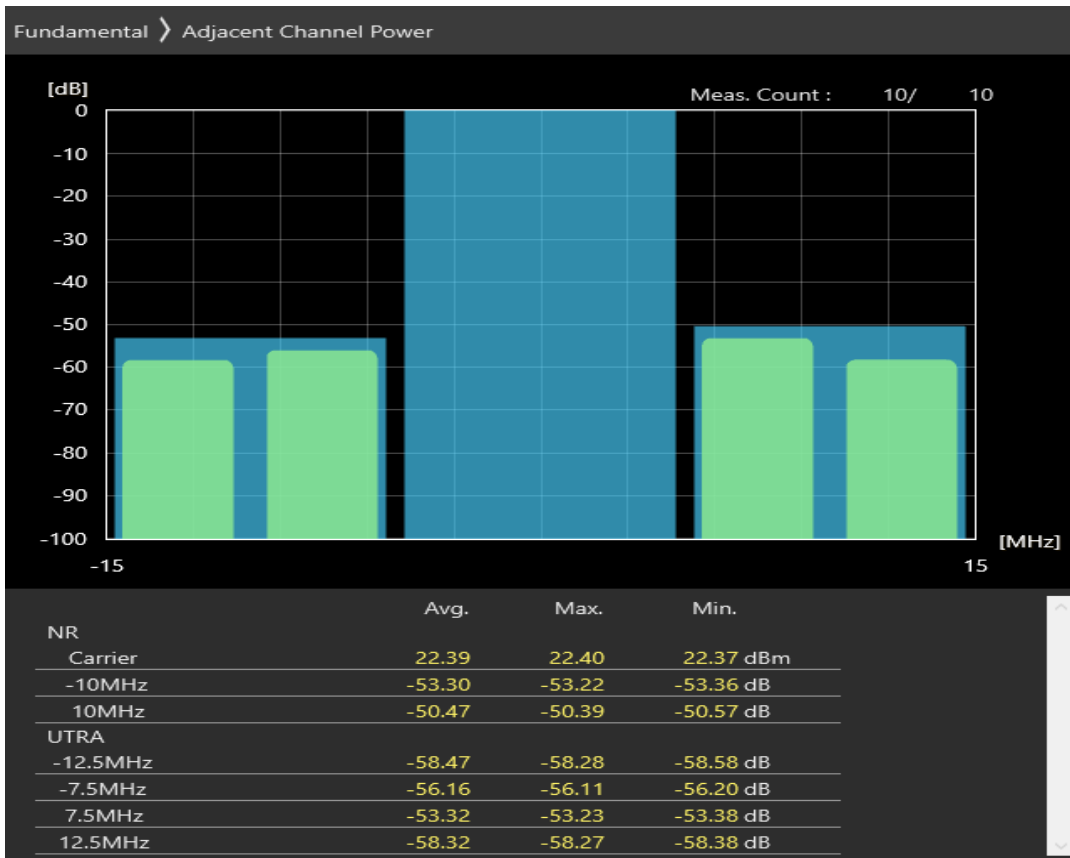 Fundamental 〉 Adjacent Channel Power
[dB]
Meas. Count : 10/ 10
0
-10
-20
-30
-40
-50
-60
-70
-80
-90
-100
[MHz]
-15 15
Avg. Max. Min.
NR
Carrier 22.39 22.40 22.37 dBm
-10MHz -53.30 -53.22 -53.36 dB
10MHz -50.47 -50.39 -50.57 dB
UTRA
-12.5MHz -58.47 -58.28 -58.58 dB
-7.5MHz -56.16 -56.11 -56.20 dB
7.5MHz -53.32 -53.23 -53.38 dB
12.5MHz -58.32 -58.27 -58.38 dB